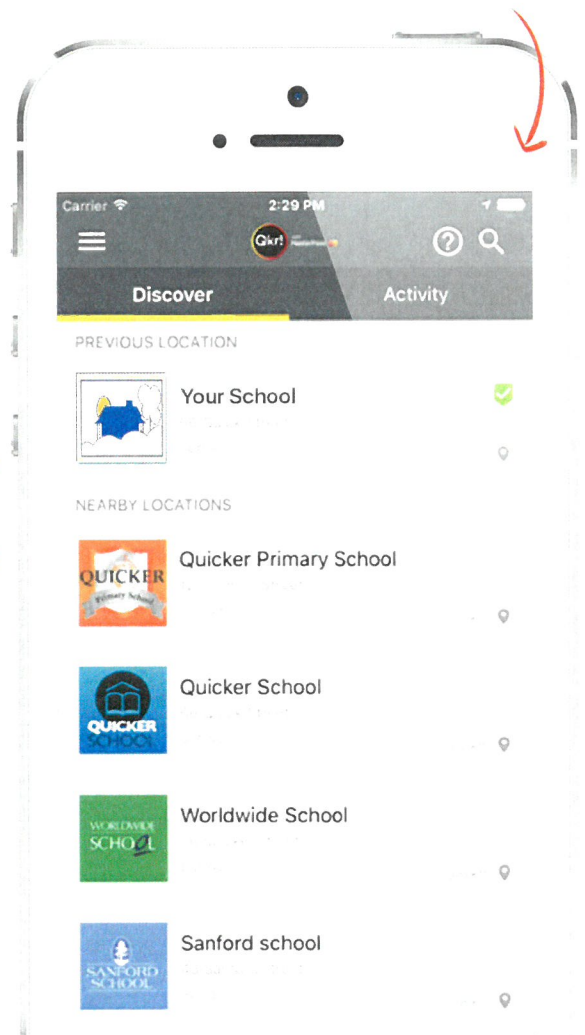 Carrier
2:29 PM
Qkr!
Discover
Activity
PREVIOUS LOCATION
Your School
NEARBY LOCATIONS
QUICKER
Primary School
Quicker Primary School
QUICKER
SCHOOL
Quicker School
WORLDWIDE
SCHOOL
Worldwide School
SANFORD
SCHOOL
Sanford school